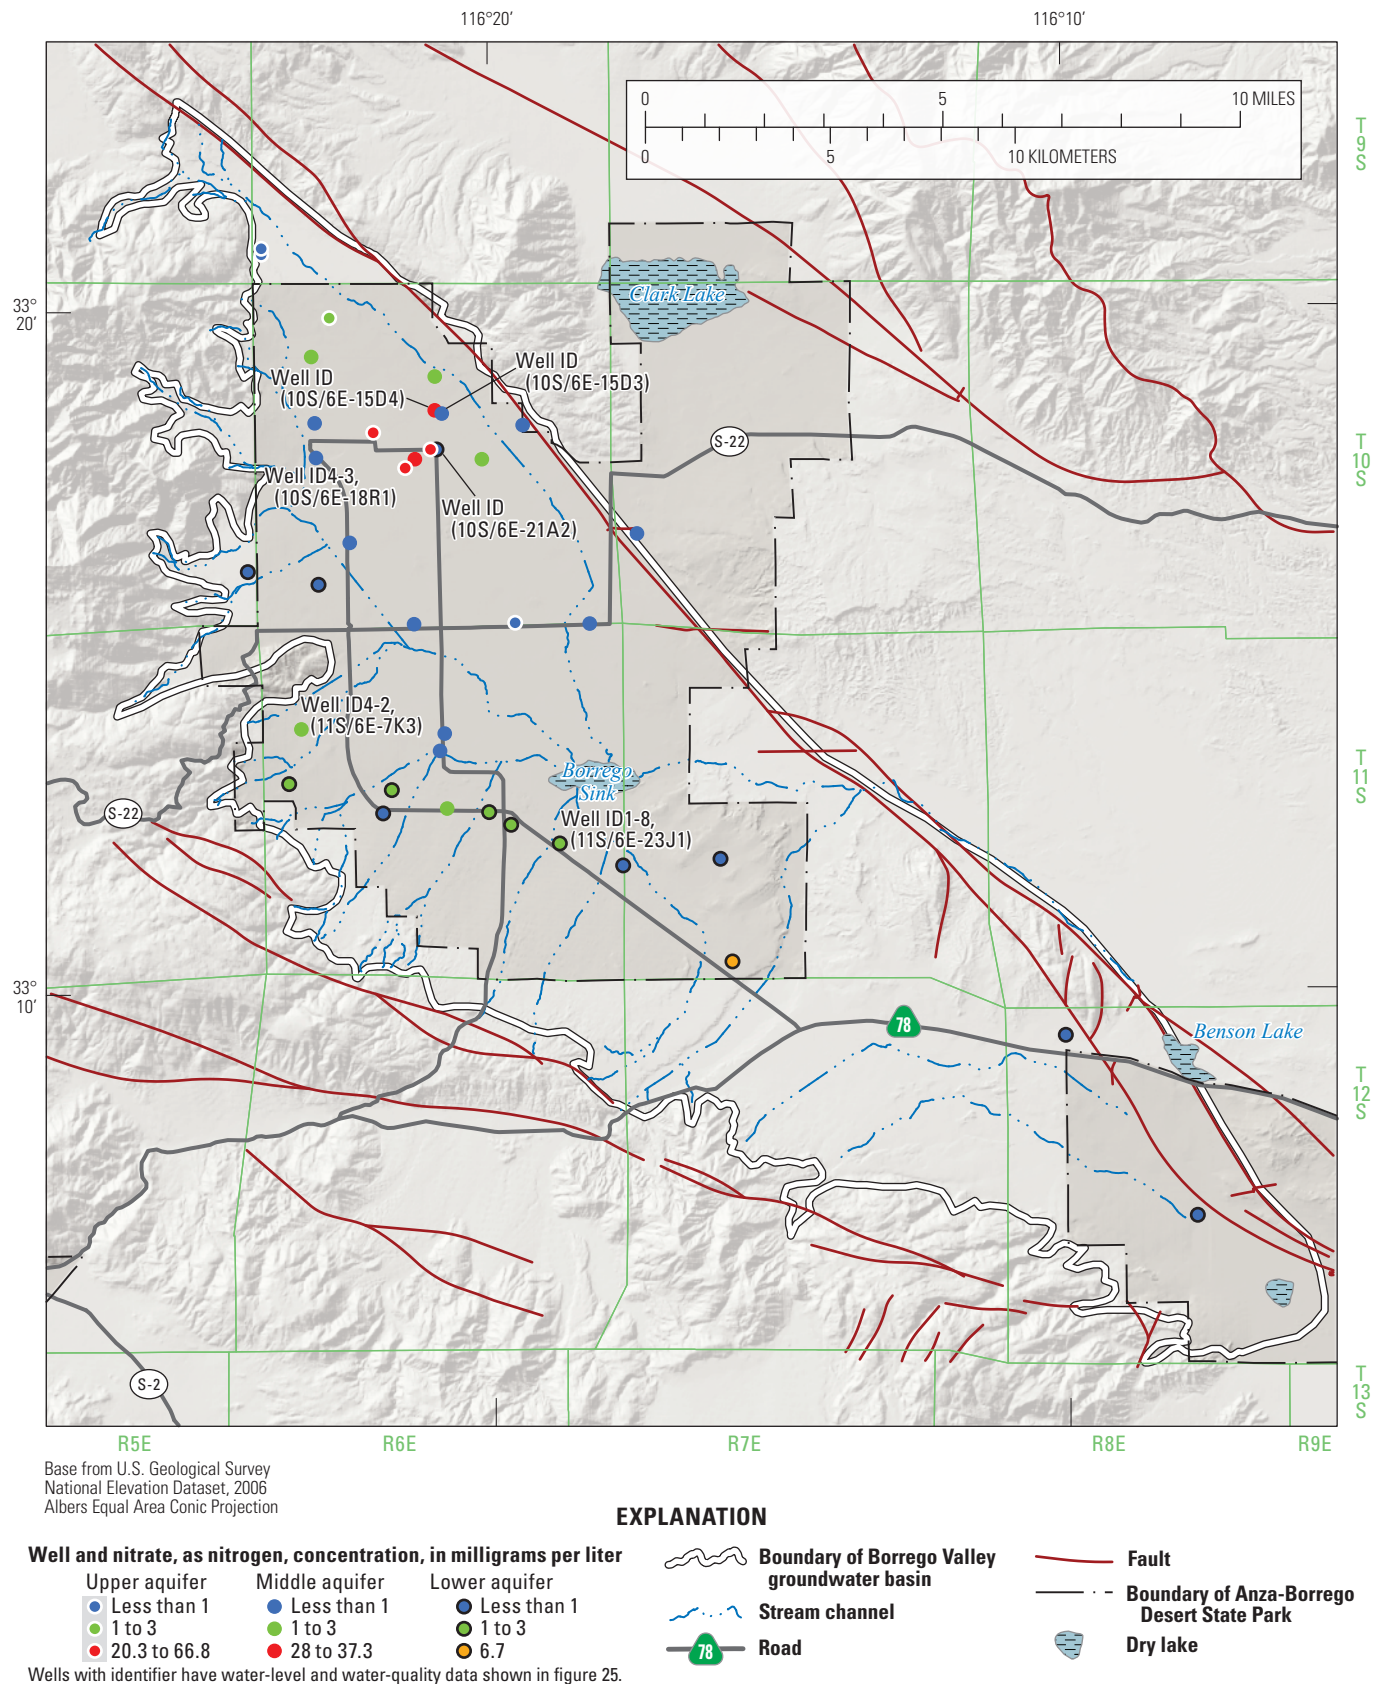 116°20′
116°10′
0 5 10 MILES
0 5 10 KILOMETERS
T
9
S
Clark Lake
33°
20′
Well ID
(10S/6E-15D3)
Well ID
(10S/6E-15D4)
S-22
T
10
S
Well ID4-3,
(10S/6E-18R1)
Well ID
(10S/6E-21A2)
Well ID4-2,
(11S/6E-7K3)
T
11
S
Borrego
Sink
S-22
Well ID1-8,
(11S/6E-23J1)
33°
10′
78
Benson Lake
T
12
S
S-2
T
13
S
R5E R6E R7E R8E R9E
Base from U.S. Geological Survey
National Elevation Dataset, 2006
Albers Equal Area Conic Projection
EXPLANATION
Well and nitrate, as nitrogen, concentration, in milligrams per liter
Upper aquifer Middle aquifer Lower aquifer
Less than 1 Less than 1 Less than 1
1 to 3 1 to 3 1 to 3
20.3 to 66.8 28 to 37.3 6.7
Wells with identifier have water-level and water-quality data shown in figure 25.
Boundary of Borrego Valley
groundwater basin
Stream channel
78 Road
Fault
Boundary of Anza-Borrego
Desert State Park
Dry lake